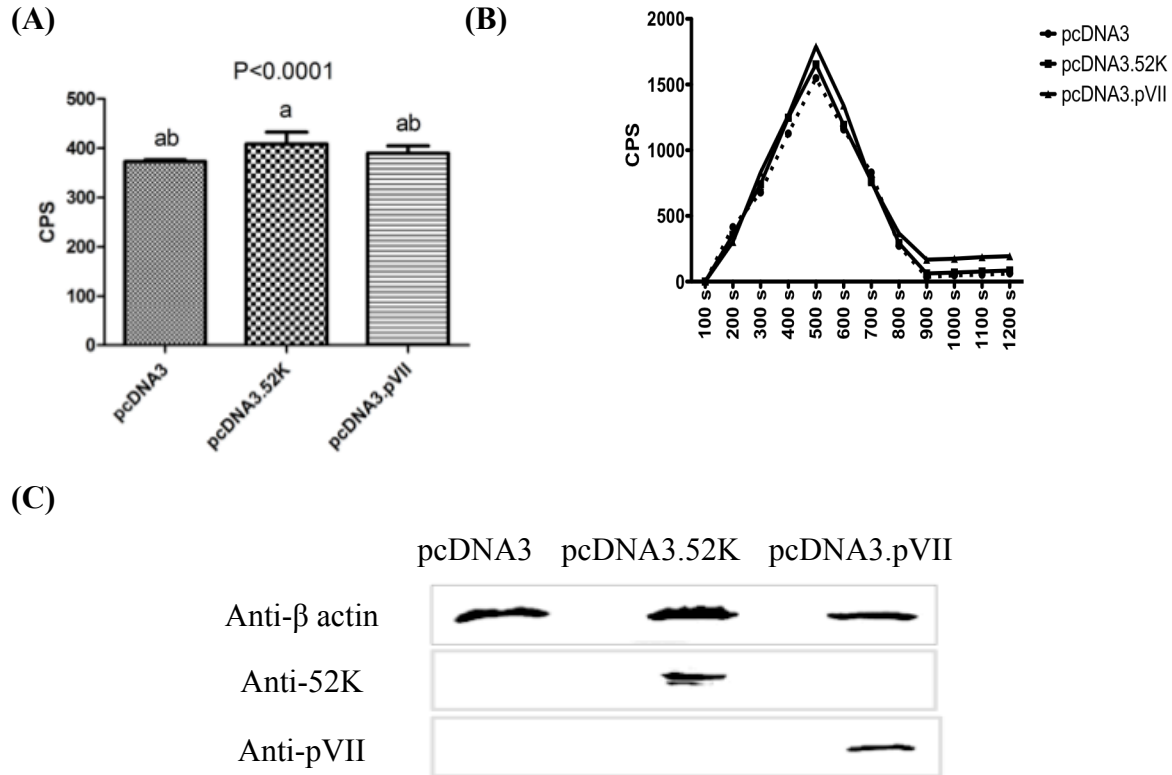 (A)
P<0.0001
500
400
300
200
100
0
CPS
ab
a
ab
pcDNA3
pcDNA3.52K
pcDNA3.pVII
(B)
2000
1500
1000
500
0
CPS
100 s
200 s
300 s
400 s
500 s
600 s
700 s
800 s
900 s
1000 s
1100 s
1200 s
pcDNA3
pcDNA3.52K
pcDNA3.pVII
(C)
pcDNA3 pcDNA3.52K pcDNA3.pVII
Anti-β actin
Anti-52K
Anti-pVII